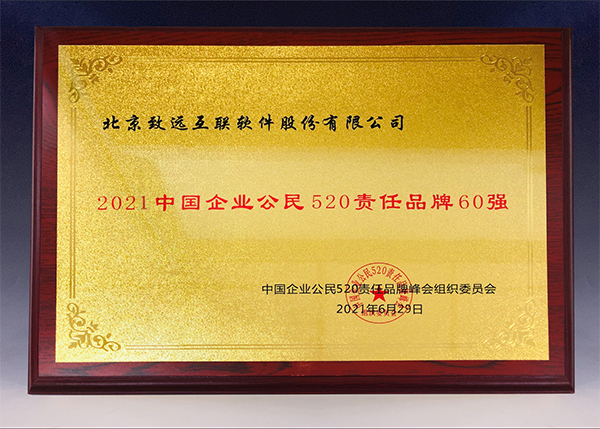 北京致远互联软件股份有限公司
2021中国企业公民520责任品牌60强
中国企业公民520责任品牌峰会组织委员会
2021年6月29日